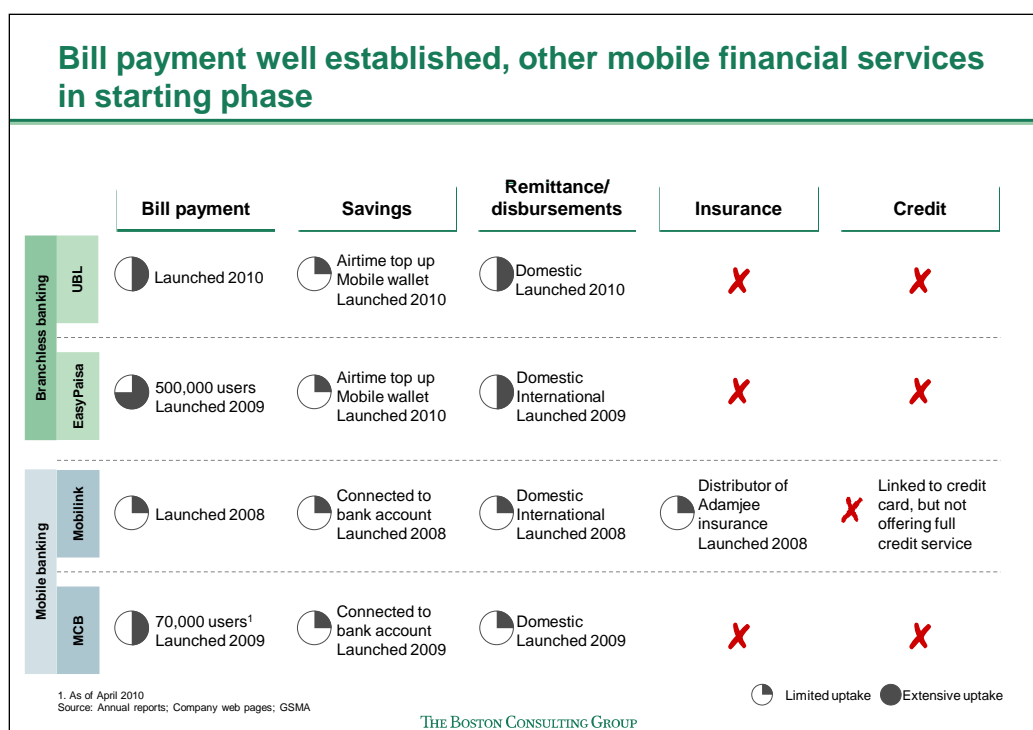 Bill payment well established, other mobile financial services
in starting phase
Bill payment
Savings
Remittance/
disbursements
Insurance
Credit
Branchless banking
UBL
Launched 2010
Airtime top up
Mobile wallet
Launched 2010
Domestic
Launched 2010
✘
✘
EasyPaisa
500,000 users
Launched 2009
Airtime top up
Mobile wallet
Launched 2010
Domestic
International
Launched 2009
✘
✘
Mobile banking
Mobilink
Launched 2008
Connected to
bank account
Launched 2008
Domestic
International
Launched 2008
Distributor of
Adamjee
insurance
Launched 2008
✘
Linked to credit
card, but not
offering full
credit service
MCB
70,000 users¹
Launched 2009
Connected to
bank account
Launched 2009
Domestic
Launched 2009
✘
✘
1. As of April 2010
Source: Annual reports; Company web pages; GSMA
Limited uptake
Extensive uptake
THE BOSTON CONSULTING GROUP